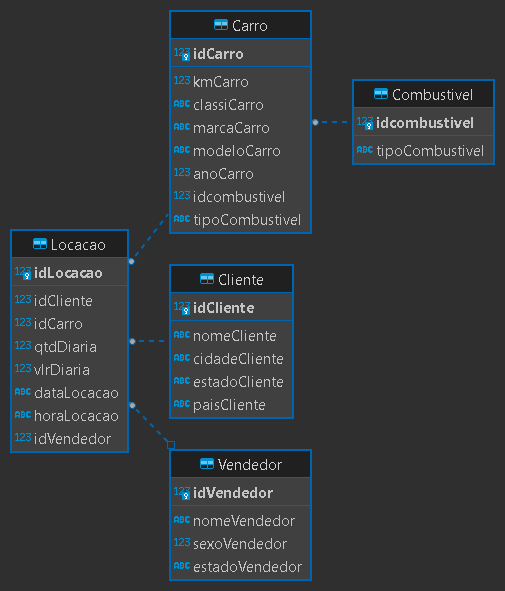 Carro
123 idCarro
123 kmCarro
ABC classiCarro
ABC marcaCarro
ABC modeloCarro
123 anoCarro
123 idcombustivel
ABC tipoCombustivel
Combustivel
123 idcombustivel
ABC tipoCombustivel
Locacao
123 idLocacao
123 idCliente
123 idCarro
123 qtdDiaria
123 vlrDiaria
ABC dataLocacao
ABC horaLocacao
123 idVendedor
Cliente
123 idCliente
ABC nomeCliente
ABC cidadeCliente
ABC estadoCliente
ABC paisCliente
Vendedor
123 idVendedor
ABC nomeVendedor
123 sexoVendedor
ABC estadoVendedor